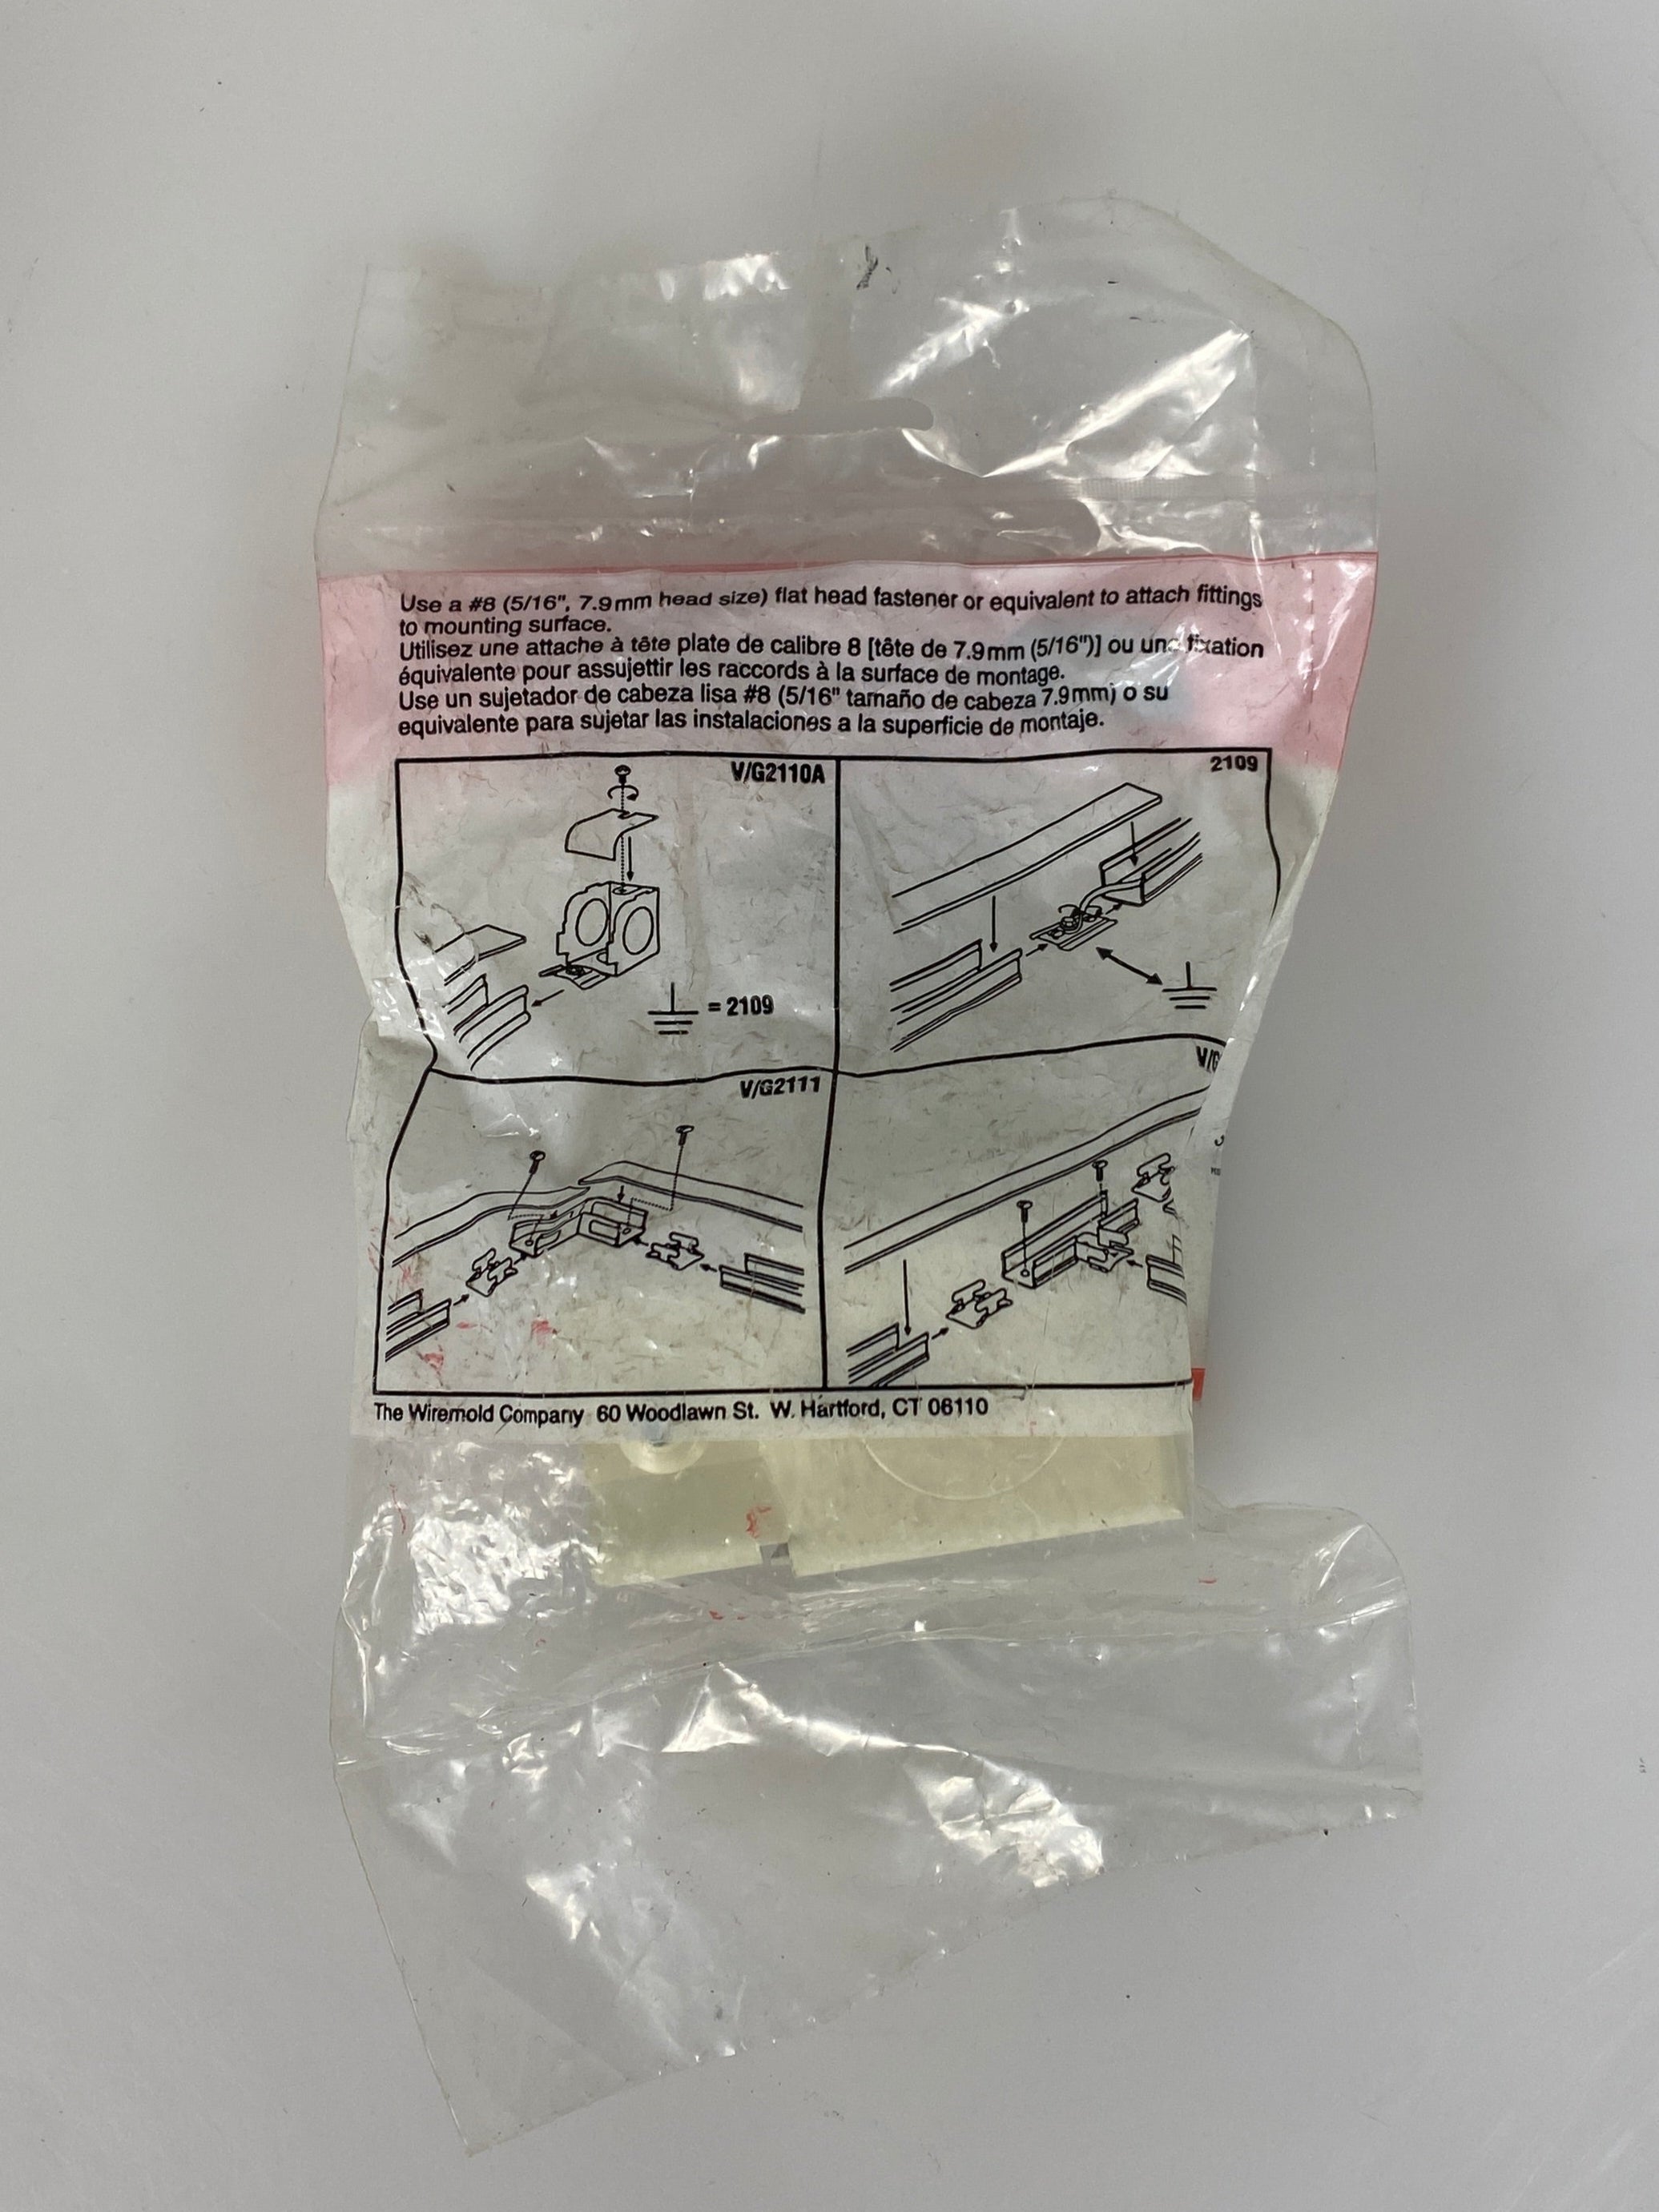 Use a #8 (5/16", 7.9mm head size) flat head fastener or equivalent to attach fittings
to mounting surface.
Utilisez une attache à tête plate de calibre 8 [tête de 7.9mm (5/16")] ou une fixation
équivalente pour assujettir les raccords à la surface de montage.
Use un sujetador de cabeza lisa #8 (5/16" tamaño de cabeza 7.9mm) o su
equivalente para sujetar las instalaciones a la superficie de montaje.
V/G2110A
2109
= 2109
V/G2111
V/G
The Wiremold Company 60 Woodlawn St. W. Hartford, CT 06110